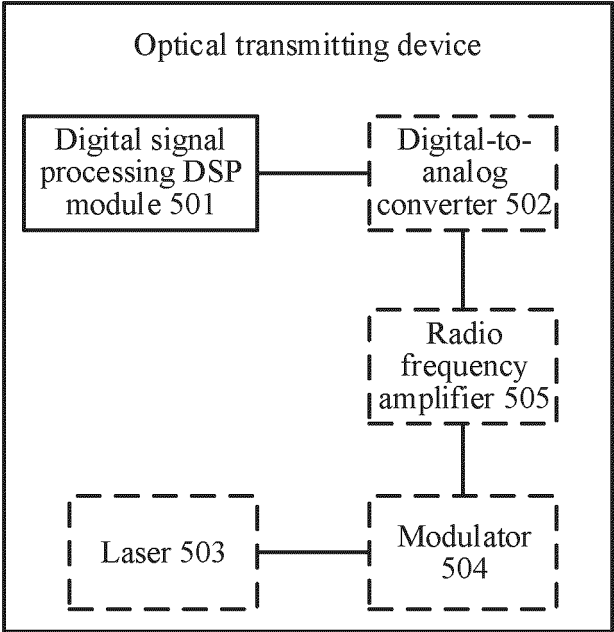 Optical transmitting device
Digital signal
processing DSP
module 501
Digital-to-
analog
converter 502
Radio
frequency
amplifier 505
Laser 503
Modulator
504